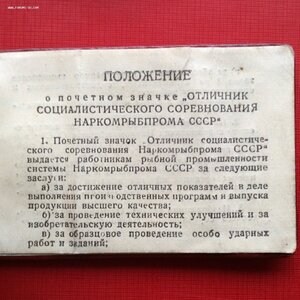 ПОЛОЖЕНИЕ
о почетном значке „ОТЛИЧНИК
СОЦИАЛИСТИЧЕСКОГО СОРЕВНОВАНИЯ
НАРКОМРЫБПРОМА СССР“
1. Почетный значок „Отличник социалистиче-
ского соревнования Наркомрыбпрома СССР“
выдается работникам рыбной промышленности
системы Наркомрыбпрома СССР за следующие
заслуги:
а) за достижение отличных показателей в деле
выполнения производственных программ и выпуска
продукции высшего качества;
б) за проведение технических улучшений и за
изобретательскую деятельность;
в) за образцовое проведение особо ударных
работ и заданий;